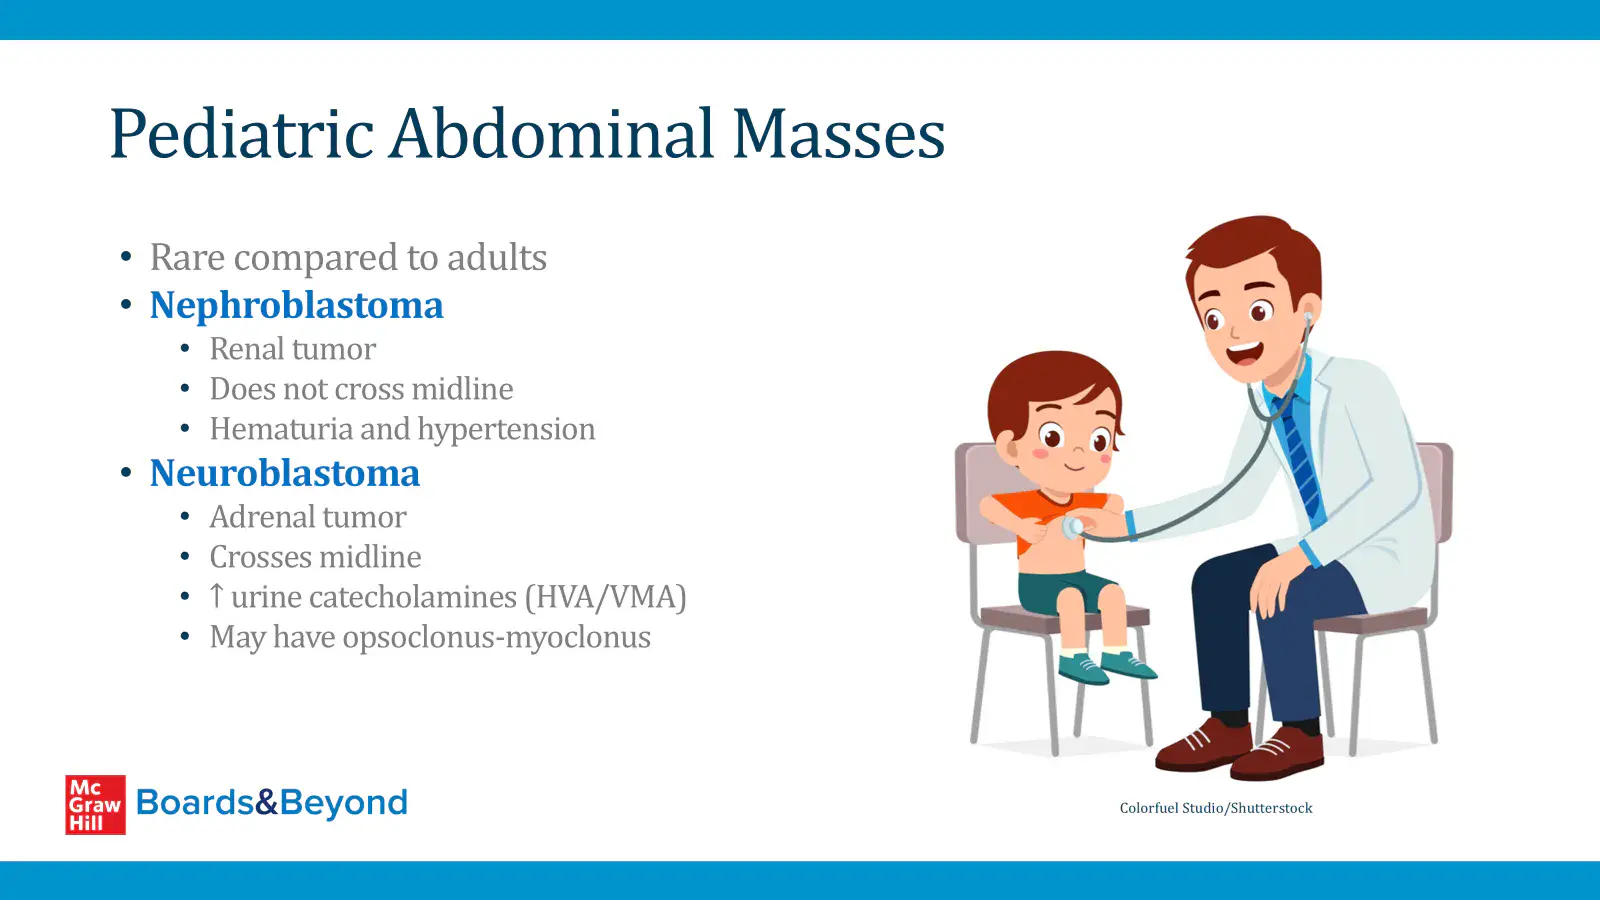 Pediatric Abdominal Masses
• Rare compared to adults
• Nephroblastoma
• Renal tumor
• Does not cross midline
• Hematuria and hypertension
• Neuroblastoma
• Adrenal tumor
• Crosses midline
• ↑ urine catecholamines (HVA/VMA)
• May have opsoclonus-myoclonus
Mc
Graw
Hill
Boards&Beyond
Colorfuel Studio/Shutterstock